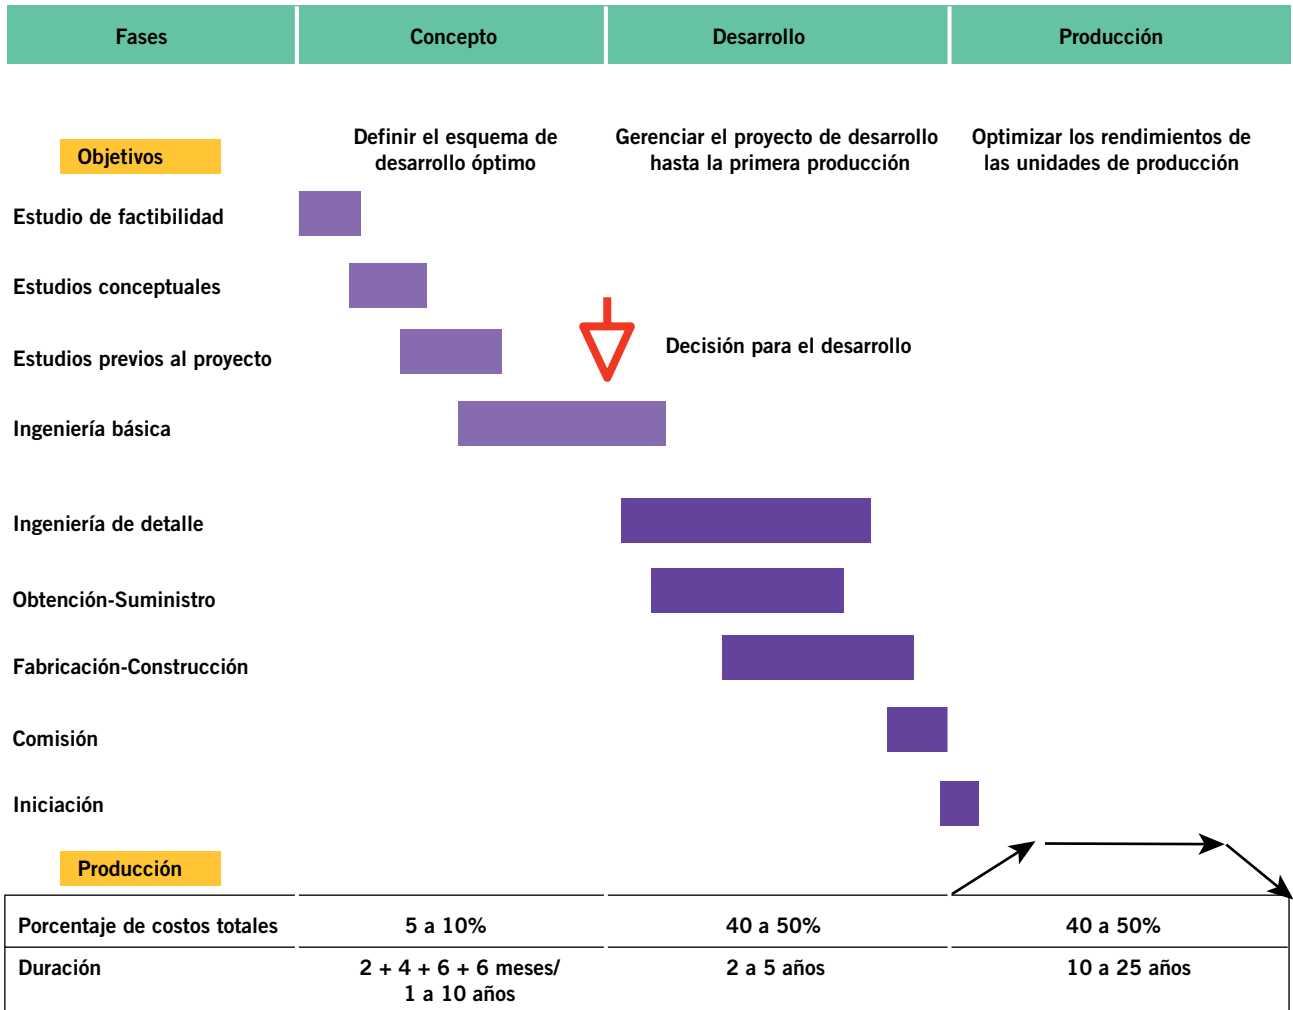 Fases
Concepto
Desarrollo
Producción
Objetivos
Definir el esquema de
desarrollo óptimo
Gerenciar el proyecto de desarrollo
hasta la primera producción
Optimizar los rendimientos de
las unidades de producción
Estudio de factibilidad
Estudios conceptuales
Estudios previos al proyecto
Decisión para el desarrollo
Ingeniería básica
Ingeniería de detalle
Obtención-Suministro
Fabricación-Construcción
Comisión
Iniciación
Producción
Porcentaje de costos totales
5 a 10%
40 a 50%
40 a 50%
Duración
2 + 4 + 6 + 6 meses/
1 a 10 años
2 a 5 años
10 a 25 años